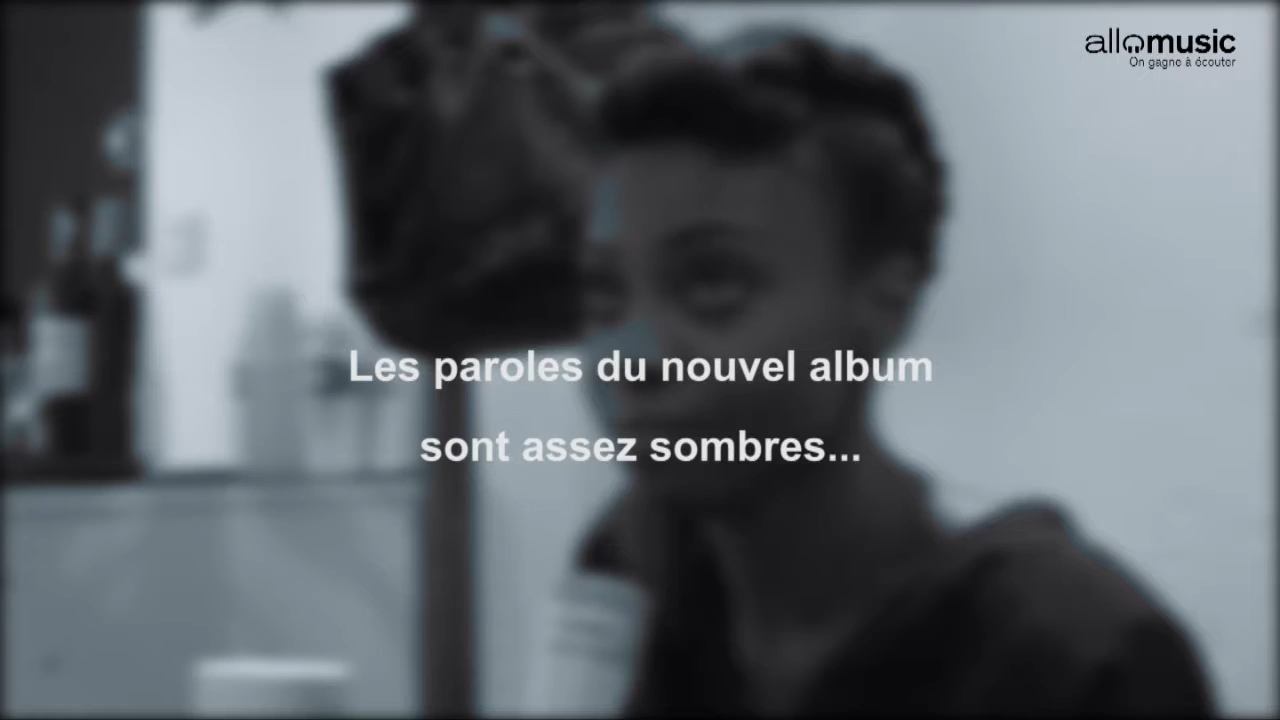 allomusic
On gagne à écouter
Les paroles du nouvel album
sont assez sombres...